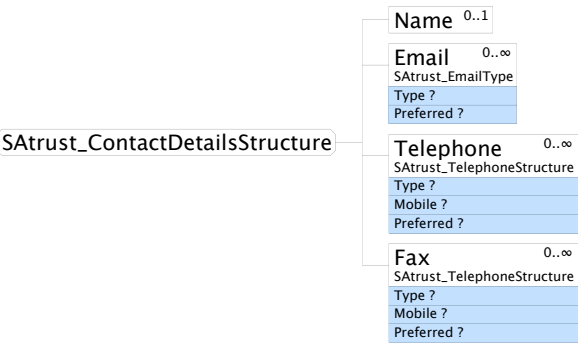 Name 0..1
Email 0..∞
SAtrust_EmailType
Type ?
Preferred ?
SAtrust_ContactDetailsStructure
Telephone 0..∞
SAtrust_TelephoneStructure
Type ?
Mobile ?
Preferred ?
Fax 0..∞
SAtrust_TelephoneStructure
Type ?
Mobile ?
Preferred ?